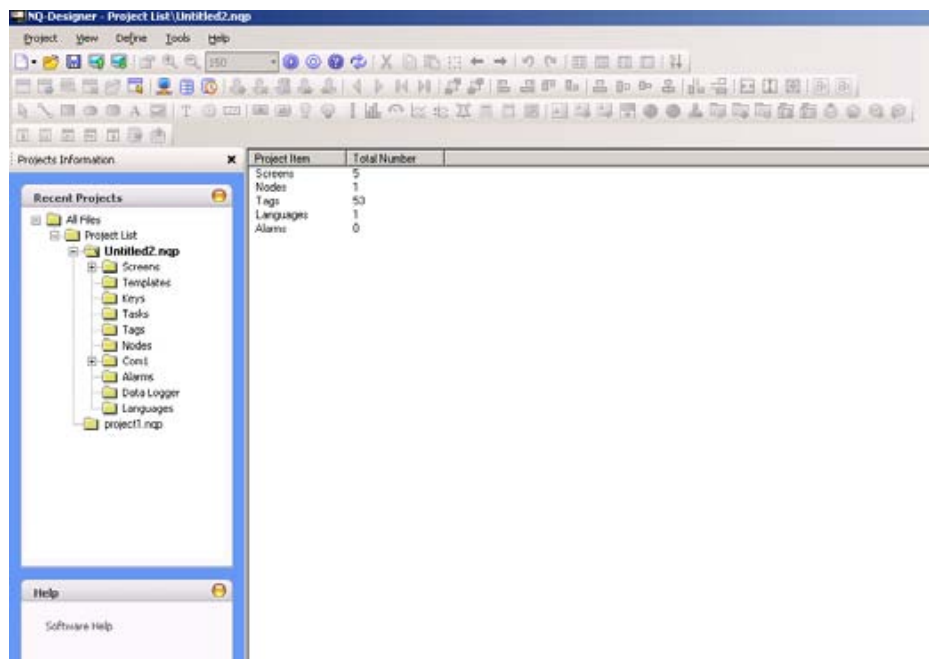 NQ-Designer - Project List\Untitled2.nqp
Project View Define Tools Help
150
Projects Information
Project Item Total Number
Screens 5
Nodes 1
Tags 53
Languages 1
Alarms 0
Recent Projects
All Files
Project List
Untitled2.nqp
Screens
Templates
Keys
Tasks
Tags
Nodes
Com1
Alarms
Data Logger
Languages
project1.nqp
Help
Software Help